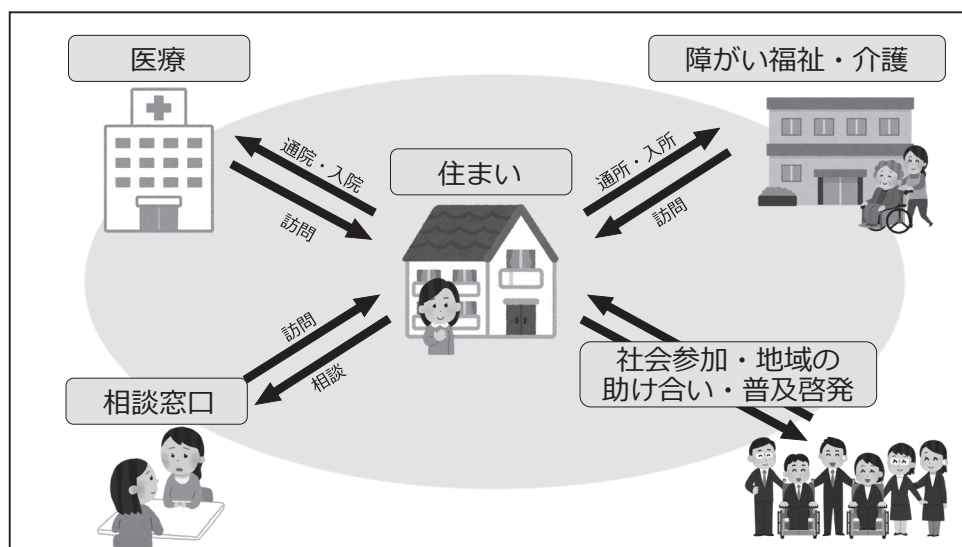 医療
障がい福祉・介護
通院・入院
訪問
住まい
通所・入所
訪問
訪問
相談
相談窓口
社会参加・地域の
助け合い・普及啓発